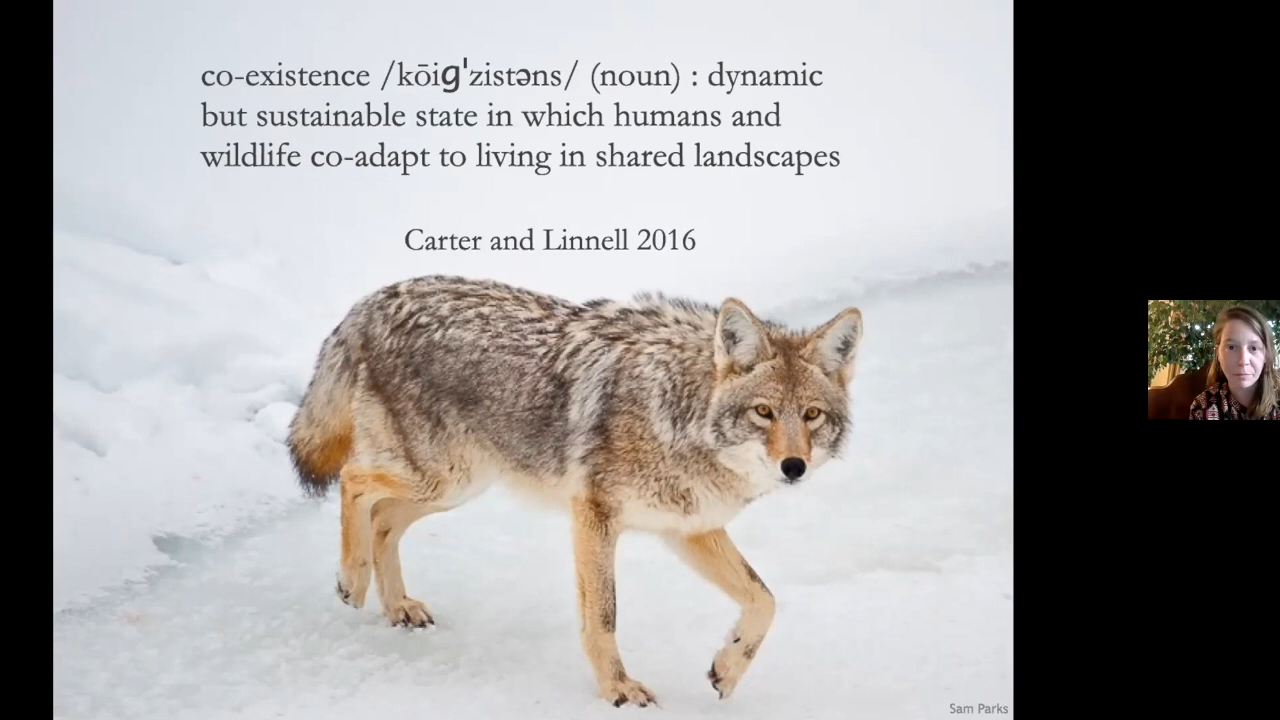 co-existence /kōiɡˈzistəns/ (noun) : dynamic
but sustainable state in which humans and
wildlife co-adapt to living in shared landscapes
Carter and Linnell 2016
Sam Parks